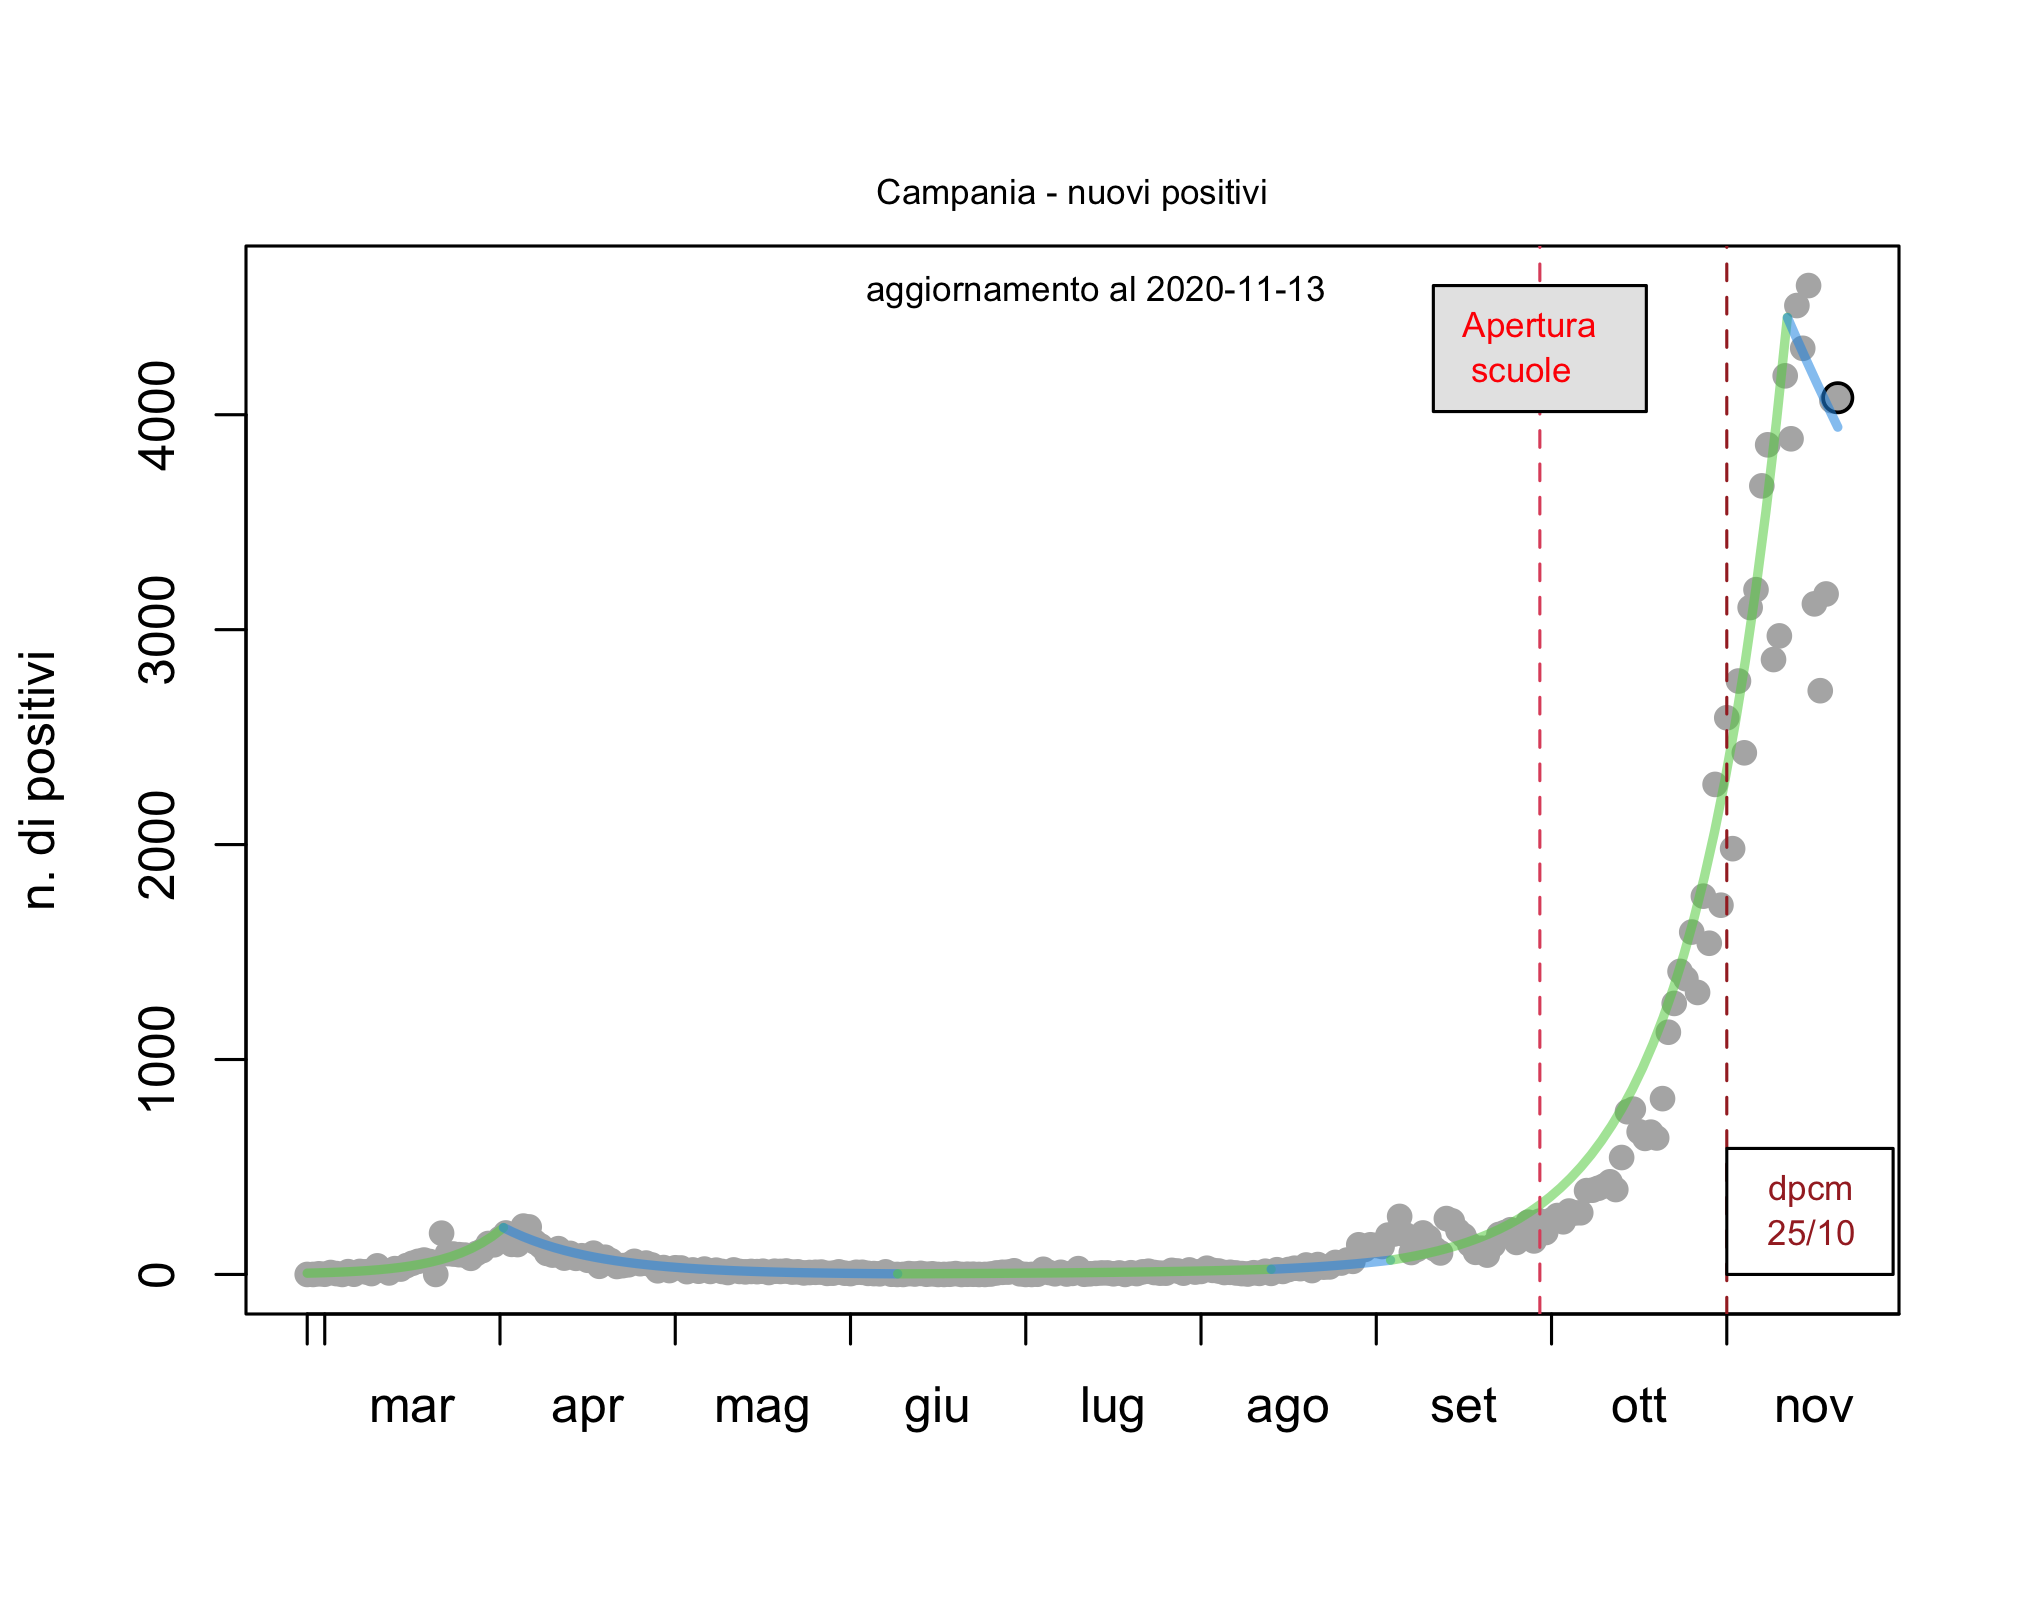 Campania - nuovi positivi
aggiornamento al 2020-11-13
Apertura
scuole
n. di positivi
4000
3000
2000
1000
0
dpcm
25/10
mar apr mag giu lug ago set ott nov